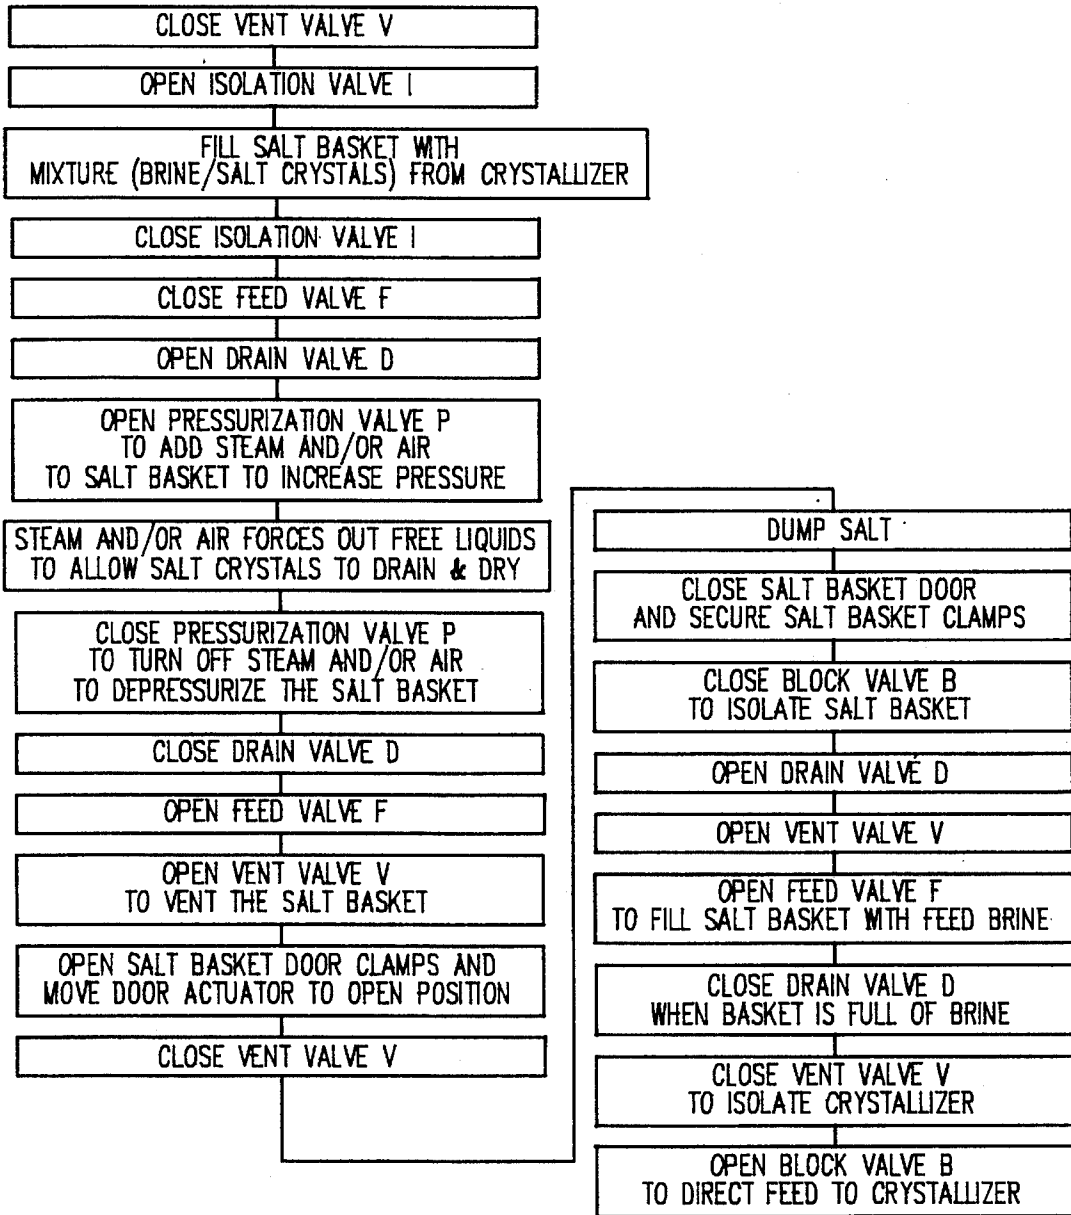 CLOSE VENT VALVE V
OPEN ISOLATION VALVE I
FILL SALT BASKET WITH
MIXTURE (BRINE/SALT CRYSTALS) FROM CRYSTALLIZER
CLOSE ISOLATION VALVE I
CLOSE FEED VALVE F
OPEN DRAIN VALVE D
OPEN PRESSURIZATION VALVE P
TO ADD STEAM AND/OR AIR
TO SALT BASKET TO INCREASE PRESSURE
STEAM AND/OR AIR FORCES OUT FREE LIQUIDS
TO ALLOW SALT CRYSTALS TO DRAIN & DRY
CLOSE PRESSURIZATION VALVE P
TO TURN OFF STEAM AND/OR AIR
TO DEPRESSURIZE THE SALT BASKET
CLOSE DRAIN VALVE D
OPEN FEED VALVE F
OPEN VENT VALVE V
TO VENT THE SALT BASKET
OPEN SALT BASKET DOOR CLAMPS AND
MOVE DOOR ACTUATOR TO OPEN POSITION
CLOSE VENT VALVE V
DUMP SALT
CLOSE SALT BASKET DOOR
AND SECURE SALT BASKET CLAMPS
CLOSE BLOCK VALVE B
TO ISOLATE SALT BASKET
OPEN DRAIN VALVE D
OPEN VENT VALVE V
OPEN FEED VALVE F
TO FILL SALT BASKET WITH FEED BRINE
CLOSE DRAIN VALVE D
WHEN BASKET IS FULL OF BRINE
CLOSE VENT VALVE V
TO ISOLATE CRYSTALLIZER
OPEN BLOCK VALVE B
TO DIRECT FEED TO CRYSTALLIZER